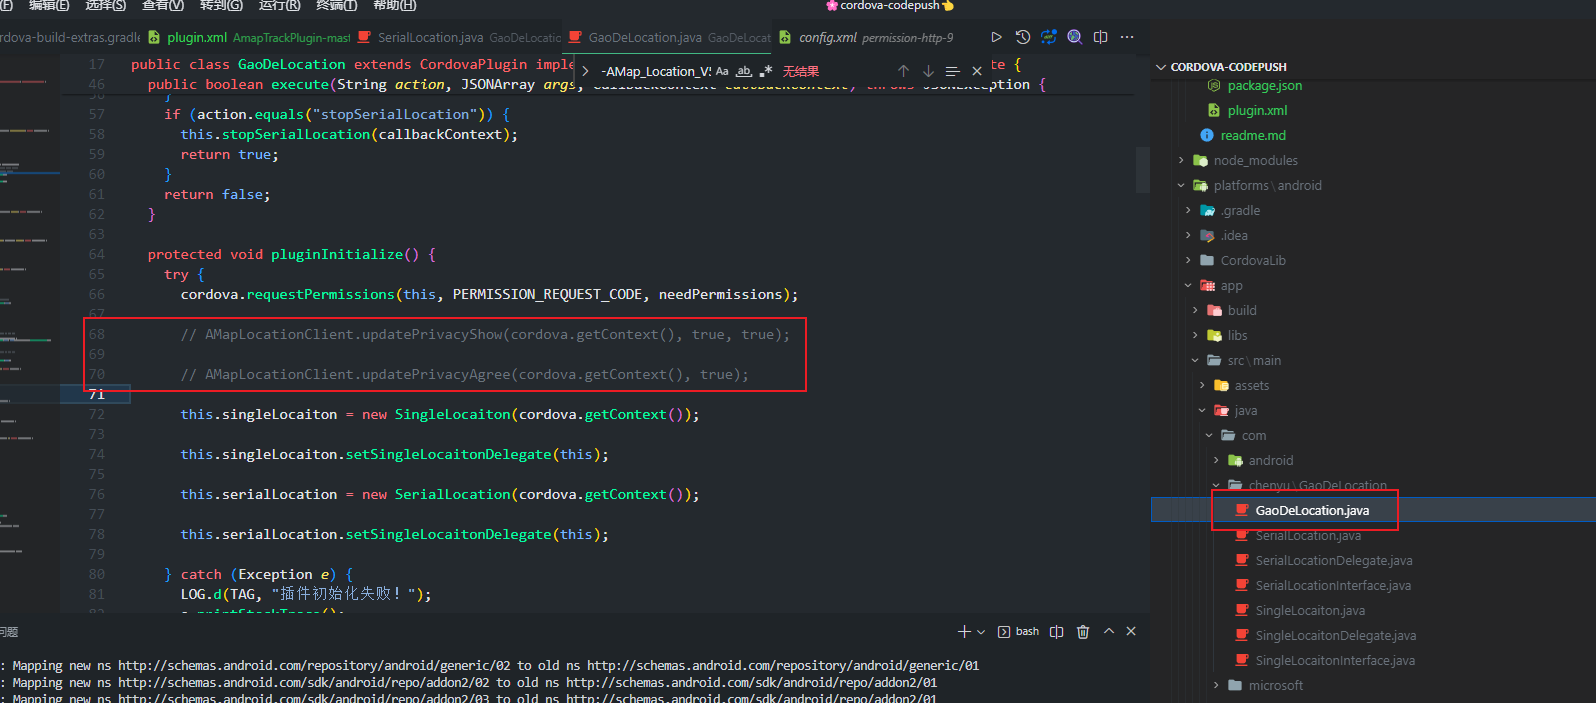 (F) 编辑(E) 选择(S) 查看(V) 转到(G) 运行(R) 终端(T) 帮助(H)
cordova-codepush
rdova-build-extras.gradle plugin.xml AmapTrackPlugin-mast SerialLocation.java GaoDeLocatio GaoDeLocation.java GaoDeLocat config.xml permission-http-9
-AMap_Location_V! Aa ab .* 无结果
17 public class GaoDeLocation extends CordovaPlugin imple te {
46 public boolean execute(String action, JSONArray args, CallbackContext callbackContext) throws JSONException {
56 }
57 if (action.equals("stopSerialLocation")) {
58 this.stopSerialLocation(callbackContext);
59 return true;
60 }
61 return false;
62 }
63
64 protected void pluginInitialize() {
65 try {
66 cordova.requestPermissions(this, PERMISSION_REQUEST_CODE, needPermissions);
67
68 // AMapLocationClient.updatePrivacyShow(cordova.getContext(), true, true);
69
70 // AMapLocationClient.updatePrivacyAgree(cordova.getContext(), true);
71
72 this.singleLocaiton = new SingleLocaiton(cordova.getContext());
73
74 this.singleLocaiton.setSingleLocaitonDelegate(this);
75
76 this.serialLocation = new SerialLocation(cordova.getContext());
77
78 this.serialLocation.setSingleLocaitonDelegate(this);
79
80 } catch (Exception e) {
81 LOG.d(TAG, "插件初始化失败！");
82 e.printStackTrace();
问题
bash
: Mapping new ns http://schemas.android.com/repository/android/generic/02 to old ns http://schemas.android.com/repository/android/generic/01
: Mapping new ns http://schemas.android.com/sdk/android/repo/addon2/02 to old ns http://schemas.android.com/sdk/android/repo/addon2/01
: Mapping new ns http://schemas.android.com/sdk/android/repo/addon2/03 to old ns http://schemas.android.com/sdk/android/repo/addon2/01
CORDOVA-CODEPUSH
package.json
plugin.xml
readme.md
node_modules
platforms\android
.gradle
.idea
CordovaLib
app
build
libs
src\main
assets
java
com
android
chenyu\GaoDeLocation
GaoDeLocation.java
SerialLocation.java
SerialLocationDelegate.java
SerialLocationInterface.java
SingleLocaiton.java
SingleLocaitonDelegate.java
SingleLocaitonInterface.java
microsoft